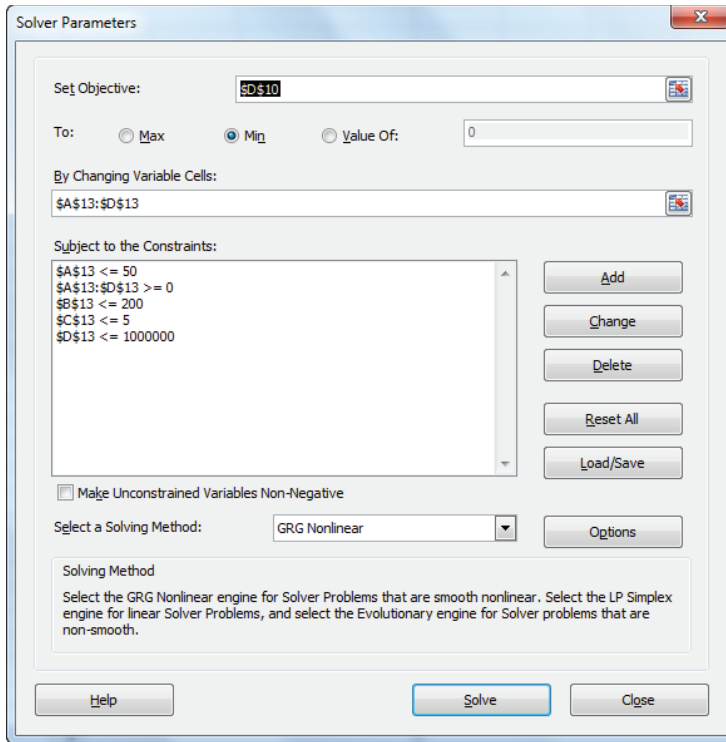 Solver Parameters
Set Objective: $D$10
To: Max Min Value Of: 0
By Changing Variable Cells:
$A$13:$D$13
Subject to the Constraints:
$A$13 <= 50
$A$13:$D$13 >= 0
$B$13 <= 200
$C$13 <= 5
$D$13 <= 1000000
Add
Change
Delete
Reset All
Load/Save
Make Unconstrained Variables Non-Negative
Select a Solving Method: GRG Nonlinear Options
Solving Method
Select the GRG Nonlinear engine for Solver Problems that are smooth nonlinear. Select the LP Simplex
engine for linear Solver Problems, and select the Evolutionary engine for Solver problems that are
non-smooth.
Help Solve Close